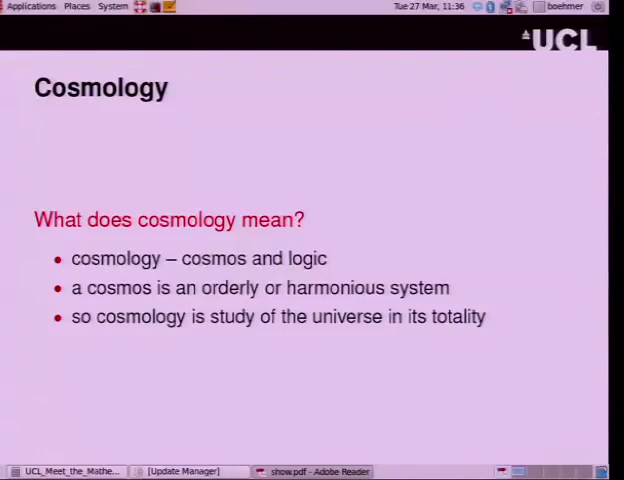 Applications Places System Tue 27 Mar, 11:36 boehmer
UCL
Cosmology
What does cosmology mean?
• cosmology – cosmos and logic
• a cosmos is an orderly or harmonious system
• so cosmology is study of the universe in its totality
UCL_Meet_the_Mathe... [Update Manager] show.pdf - Adobe Reader